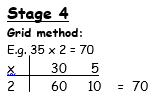 Stage 4
Grid method:
E.g. 35 x 2 = 70
x 30 5
2 60 10 = 70